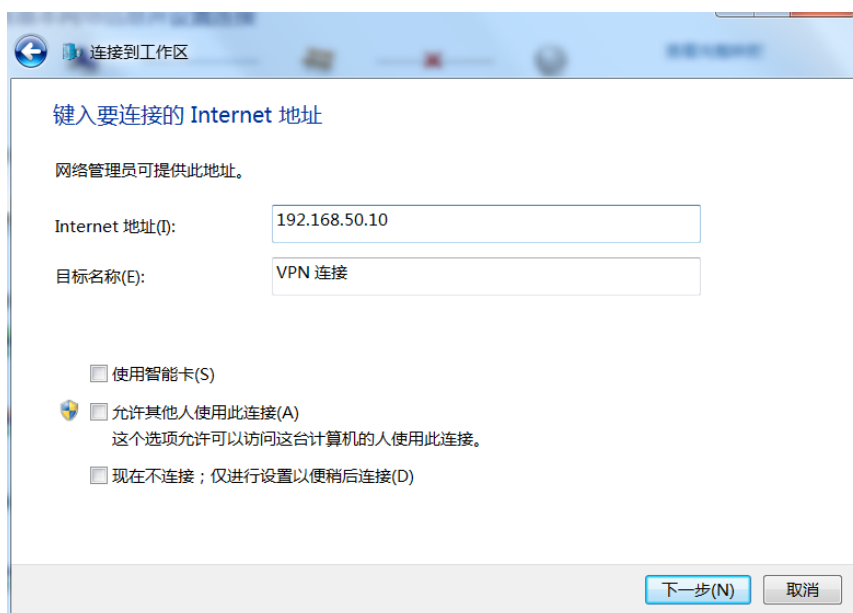 连接到工作区
键入要连接的 Internet 地址
网络管理员可提供此地址。
Internet 地址(I):
192.168.50.10
目标名称(E):
VPN 连接
使用智能卡(S)
允许其他人使用此连接(A)
这个选项允许可以访问这台计算机的人使用此连接。
现在不连接；仅进行设置以便稍后连接(D)
下一步(N)
取消